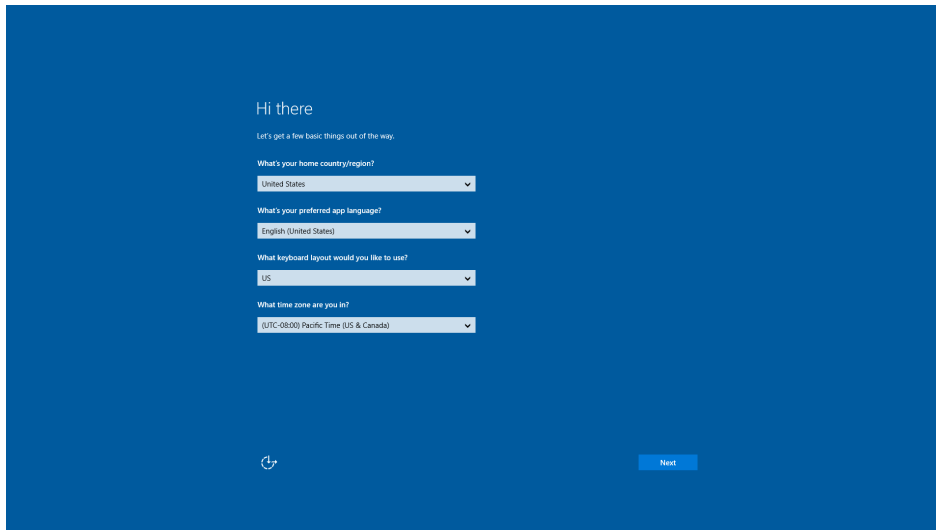 Hi there
Let's get a few basic things out of the way.
What's your home country/region?
United States
What's your preferred app language?
English (United States)
What keyboard layout would you like to use?
US
What time zone are you in?
(UTC-08:00) Pacific Time (US & Canada)
Next